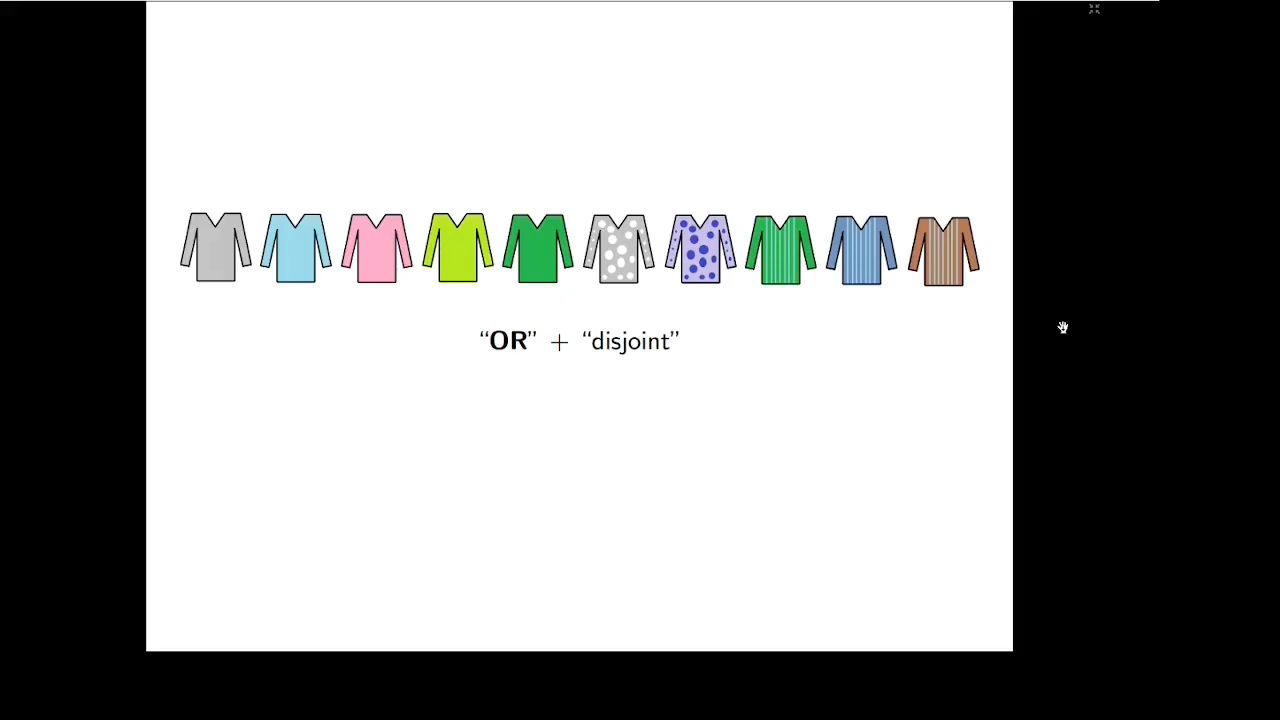 “OR” + “disjoint”